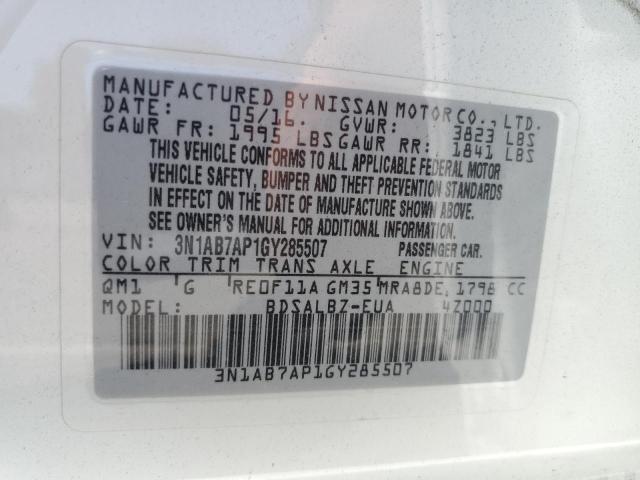 MANUFACTURED BY NISSAN MOTOR CO., LTD.
DATE: 05/16. GVWR: 3823 LBS
GAWR FR: 1995 LBS GAWR RR: 1841 LBS
THIS VEHICLE CONFORMS TO ALL APPLICABLE FEDERAL MOTOR
VEHICLE SAFETY, BUMPER AND THEFT PREVENTION STANDARDS
IN EFFECT ON THE DATE OF MANUFACTURE SHOWN ABOVE.
SEE OWNER'S MANUAL FOR ADDITIONAL INFORMATION.
VIN: 3N1AB7AP1GY285507 PASSENGER CAR.
COLOR TRIM TRANS AXLE ENGINE
QM1 G RE0F11A GM35 MRA8DE, 1798 CC
MODEL: BDSALBZ-EUA 4Z000
3N1AB7AP1GY285507